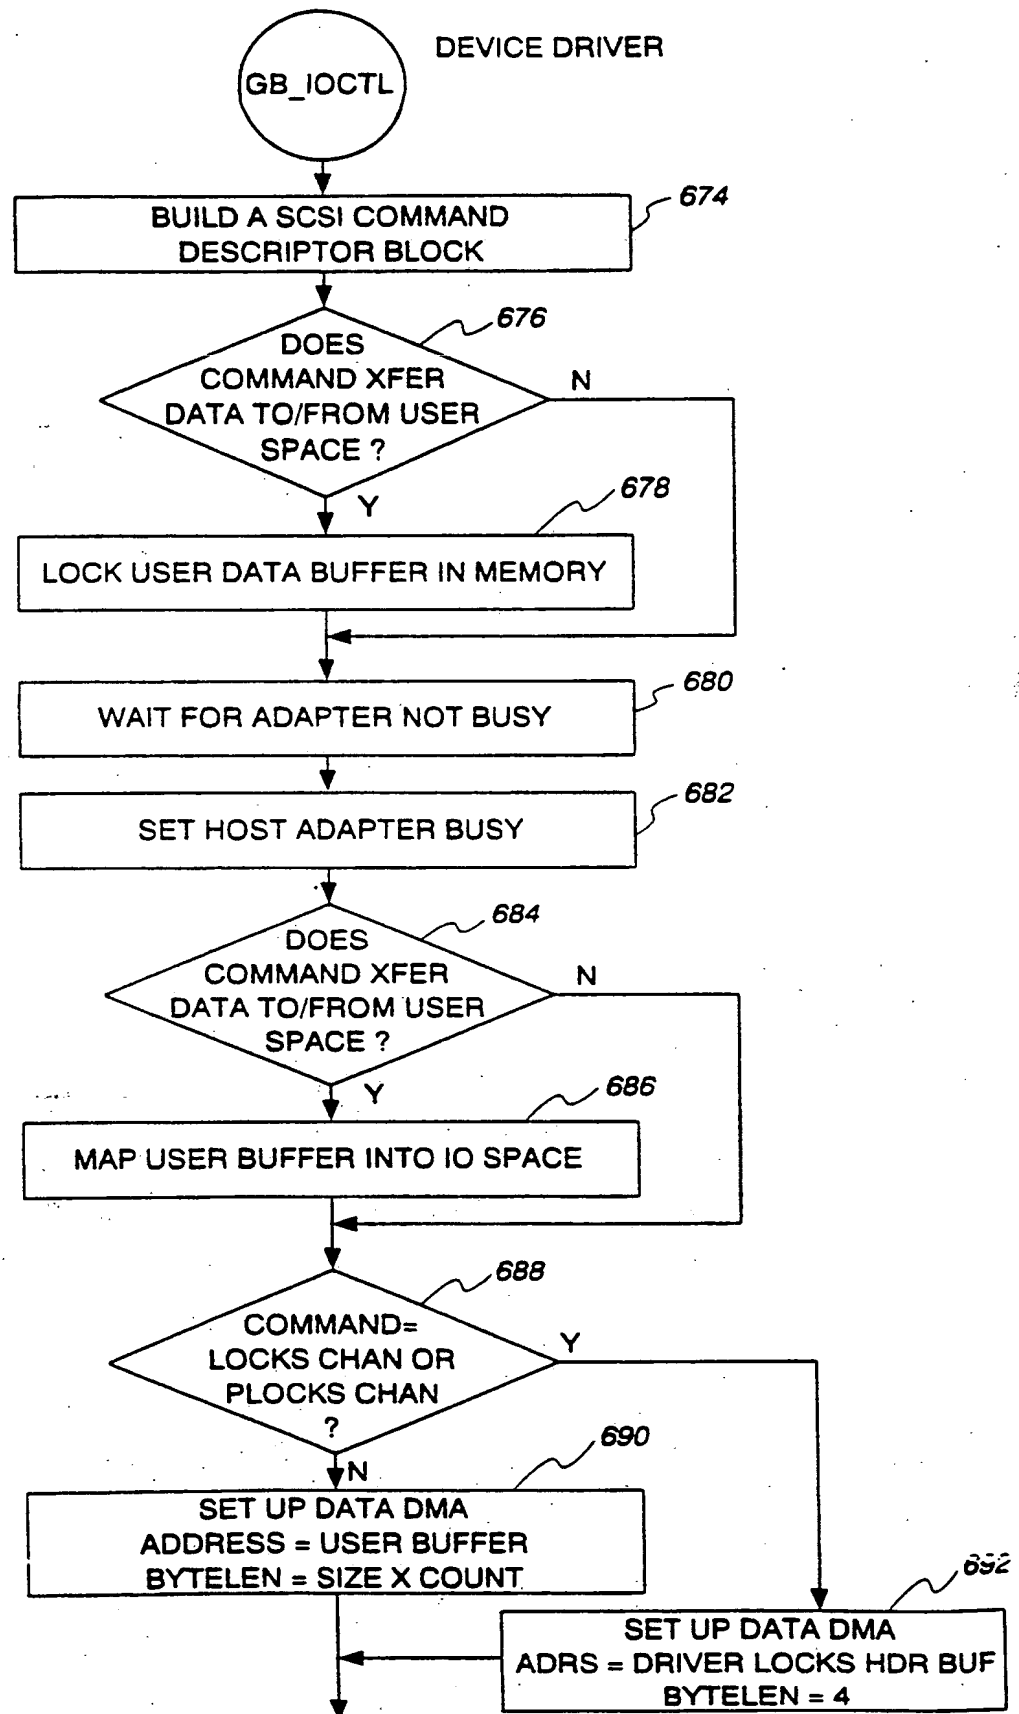 DEVICE DRIVER
GB_IOCTL
674
BUILD A SCSI COMMAND
DESCRIPTOR BLOCK
676
DOES
COMMAND XFER
DATA TO/FROM USER
SPACE ?
N
Y
678
LOCK USER DATA BUFFER IN MEMORY
680
WAIT FOR ADAPTER NOT BUSY
682
SET HOST ADAPTER BUSY
684
DOES
COMMAND XFER
DATA TO/FROM USER
SPACE ?
N
Y
686
MAP USER BUFFER INTO IO SPACE
688
COMMAND=
LOCKS CHAN OR
PLOCKS CHAN
?
Y
N
690
SET UP DATA DMA
ADDRESS = USER BUFFER
BYTELEN = SIZE X COUNT
692
SET UP DATA DMA
ADRS = DRIVER LOCKS HDR BUF
BYTELEN = 4